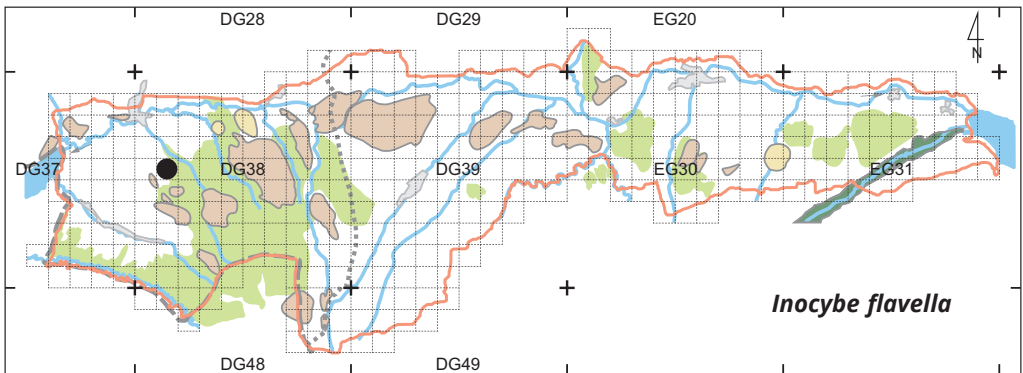 DG28 DG29 EG20
N
DG37 DG38 DG39 EG30 EG31
Inocybe flavella
DG48 DG49